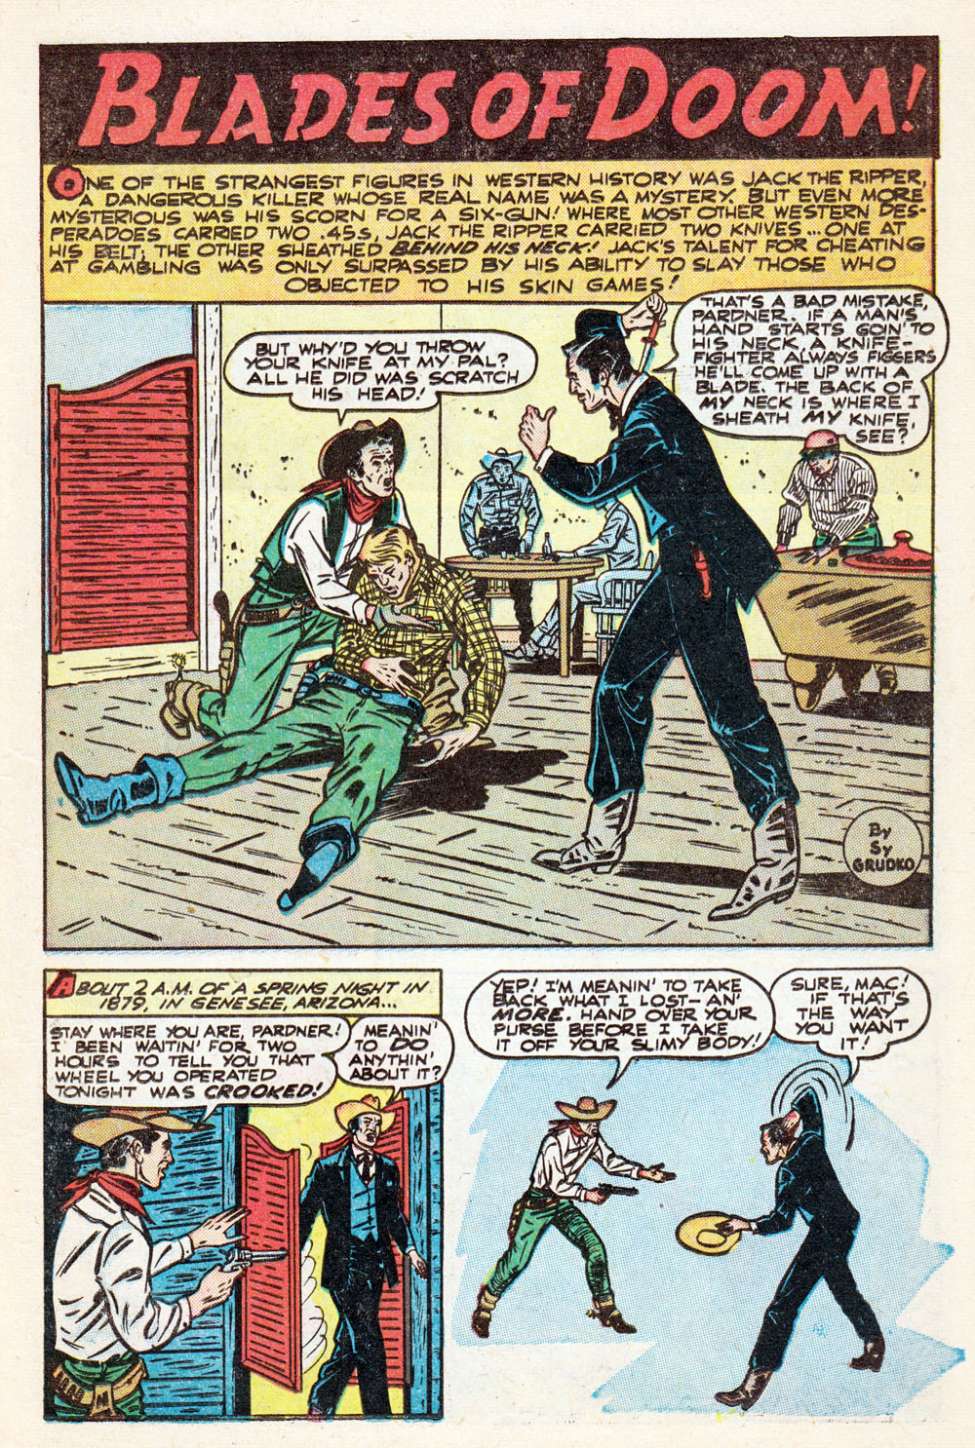 BLADES OF DOOM!
ONE OF THE STRANGEST FIGURES IN WESTERN HISTORY WAS JACK THE RIPPER,
A DANGEROUS KILLER WHOSE REAL NAME WAS A MYSTERY. BUT EVEN MORE
MYSTERIOUS WAS HIS SCORN FOR A SIX-GUN! WHERE MOST OTHER WESTERN DES-
PERADOES CARRIED TWO .45s, JACK THE RIPPER CARRIED TWO KNIVES... ONE AT
HIS BELT, THE OTHER SHEATHED BEHIND HIS NECK! JACK'S TALENT FOR CHEATING
AT GAMBLING WAS ONLY SURPASSED BY HIS ABILITY TO SLAY THOSE WHO
OBJECTED TO HIS SKIN GAMES!
BUT WHY'D YOU THROW
YOUR KNIFE AT MY PAL?
ALL HE DID WAS SCRATCH
HIS HEAD!
THAT'S A BAD MISTAKE,
PARDNER. IF A MAN'S
HAND STARTS GOIN' TO
HIS NECK, A KNIFE-
FIGHTER ALWAYS FIGGERS
HE'LL COME UP WITH A
BLADE. THE BACK OF
MY NECK IS WHERE I
SHEATH MY KNIFE,
SEE?
By
Sy
GRUDKO
ABOUT 2 A.M. OF A SPRING NIGHT IN
1879, IN GENESEE, ARIZONA...
STAY WHERE YOU ARE, PARDNER!
I BEEN WAITIN' FOR TWO
HOURS TO TELL YOU THAT
WHEEL YOU OPERATED
TONIGHT WAS CROOKED!
MEANIN'
TO DO
ANYTHIN'
ABOUT IT?
YEP! I'M MEANIN' TO TAKE
BACK WHAT I LOST-AN'
MORE. HAND OVER YOUR
PURSE BEFORE I TAKE
IT OFF YOUR SLIMY BODY!
SURE, MAC!
IF THAT'S
THE WAY
YOU WANT
IT!